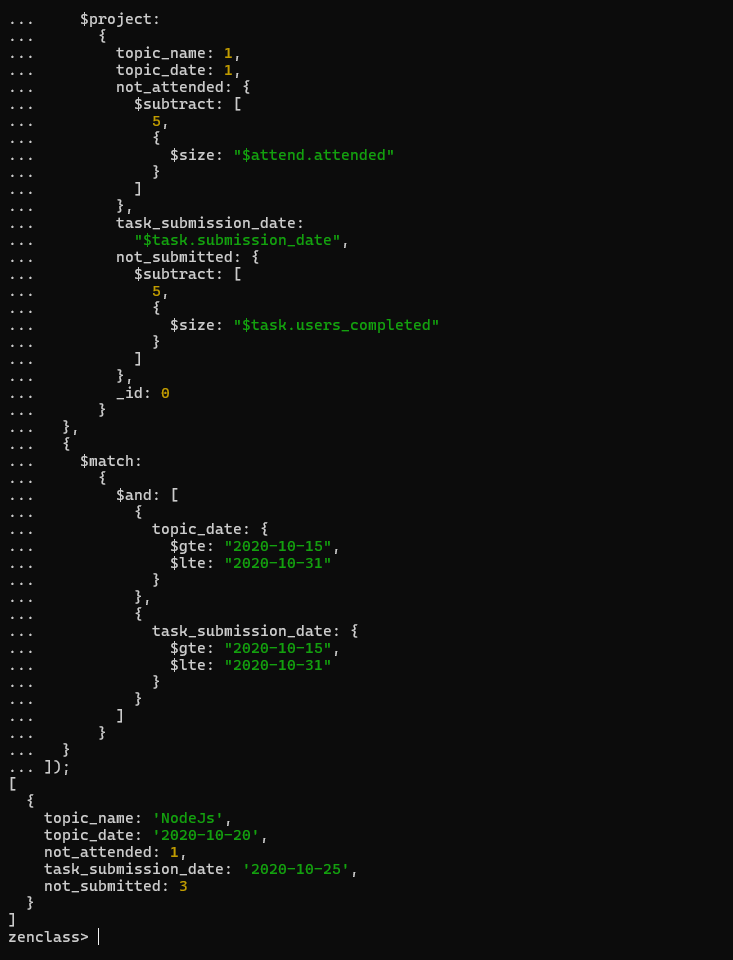 ...     $project:
...       {
...         topic_name: 1,
...         topic_date: 1,
...         not_attended: {
...           $subtract: [
...             5,
...             {
...               $size: "$attend.attended"
...             }
...           ]
...         },
...         task_submission_date:
...           "$task.submission_date",
...         not_submitted: {
...           $subtract: [
...             5,
...             {
...               $size: "$task.users_completed"
...             }
...           ]
...         },
...         _id: 0
...       }
...   },
...   {
...     $match:
...       {
...         $and: [
...           {
...             topic_date: {
...               $gte: "2020-10-15",
...               $lte: "2020-10-31"
...             }
...           },
...           {
...             task_submission_date: {
...               $gte: "2020-10-15",
...               $lte: "2020-10-31"
...             }
...           }
...         ]
...       }
...   }
... ]);
[
  {
    topic_name: 'NodeJs',
    topic_date: '2020-10-20',
    not_attended: 1,
    task_submission_date: '2020-10-25',
    not_submitted: 3
  }
]
zenclass>